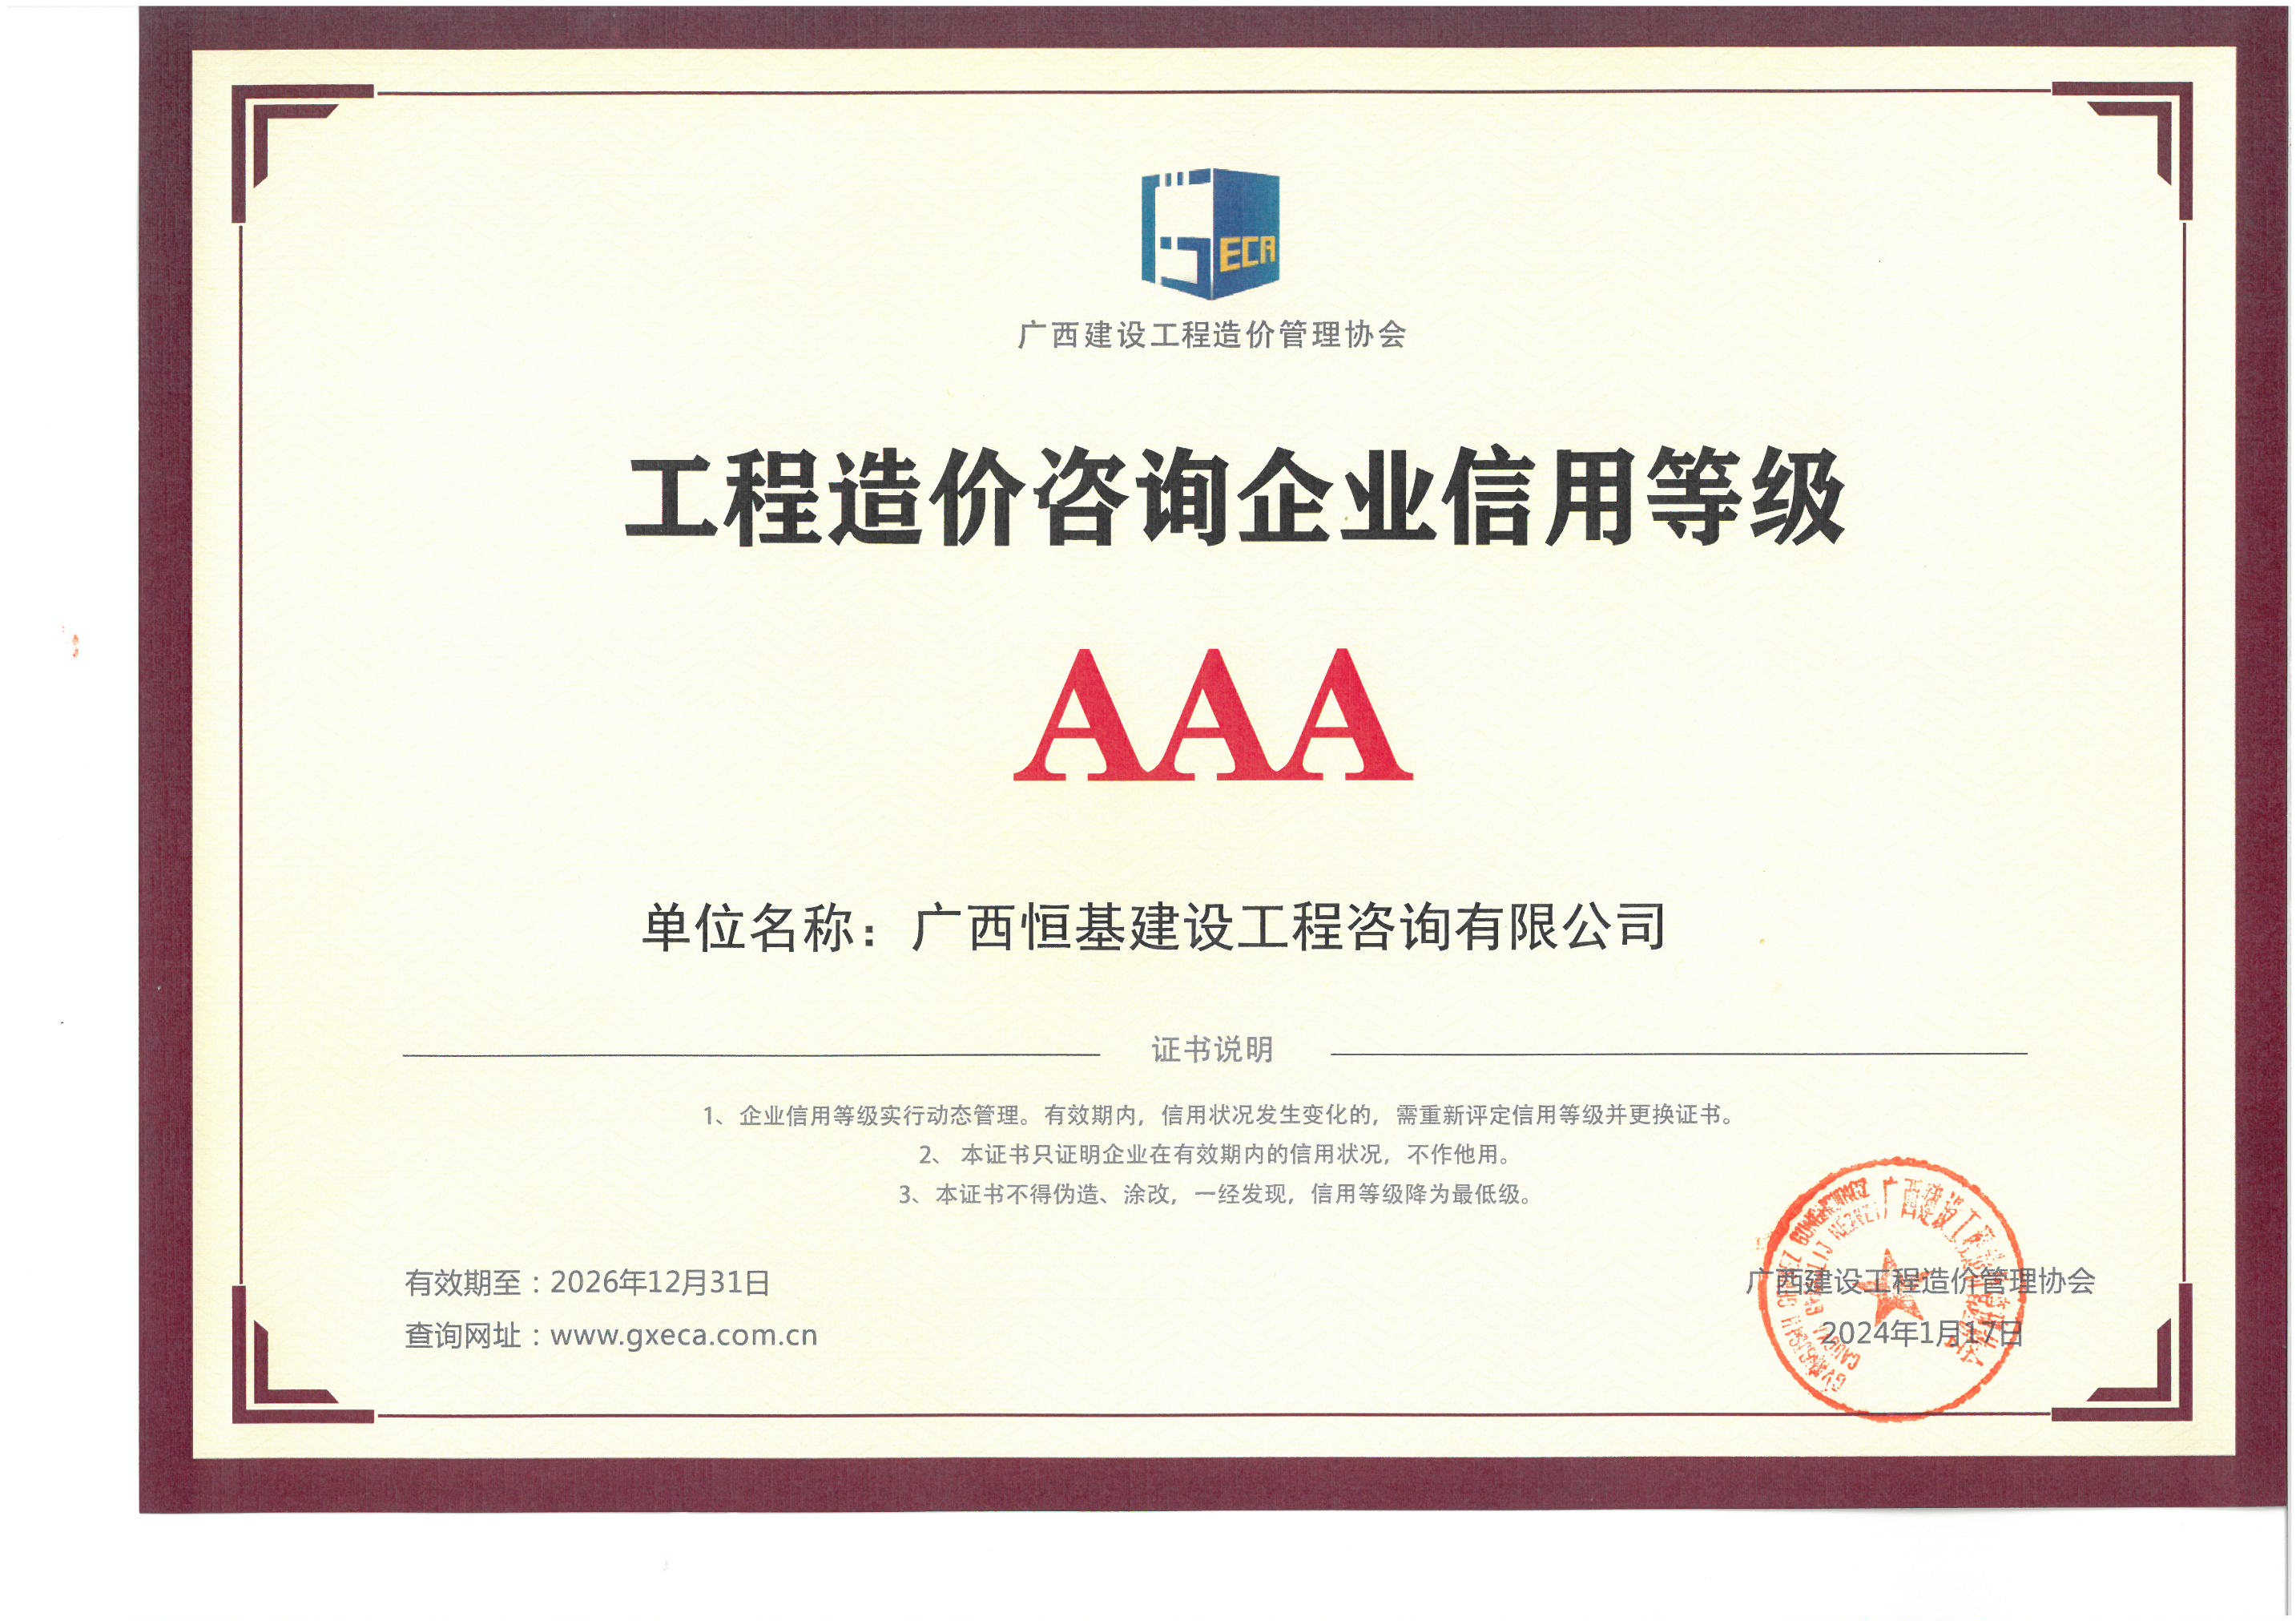 ECA
广西建设工程造价管理协会
工程造价咨询企业信用等级
AAA
单位名称：广西恒基建设工程咨询有限公司
证书说明
1、企业信用等级实行动态管理。有效期内，信用状况发生变化的，需重新评定信用等级并更换证书。
2、 本证书只证明企业在有效期内的信用状况，不作他用。
3、本证书不得伪造、涂改，一经发现，信用等级降为最低级。
有效期至：2026年12月31日
查询网址：www.gxeca.com.cn
广西建设工程造价管理协会
2024年1月17日